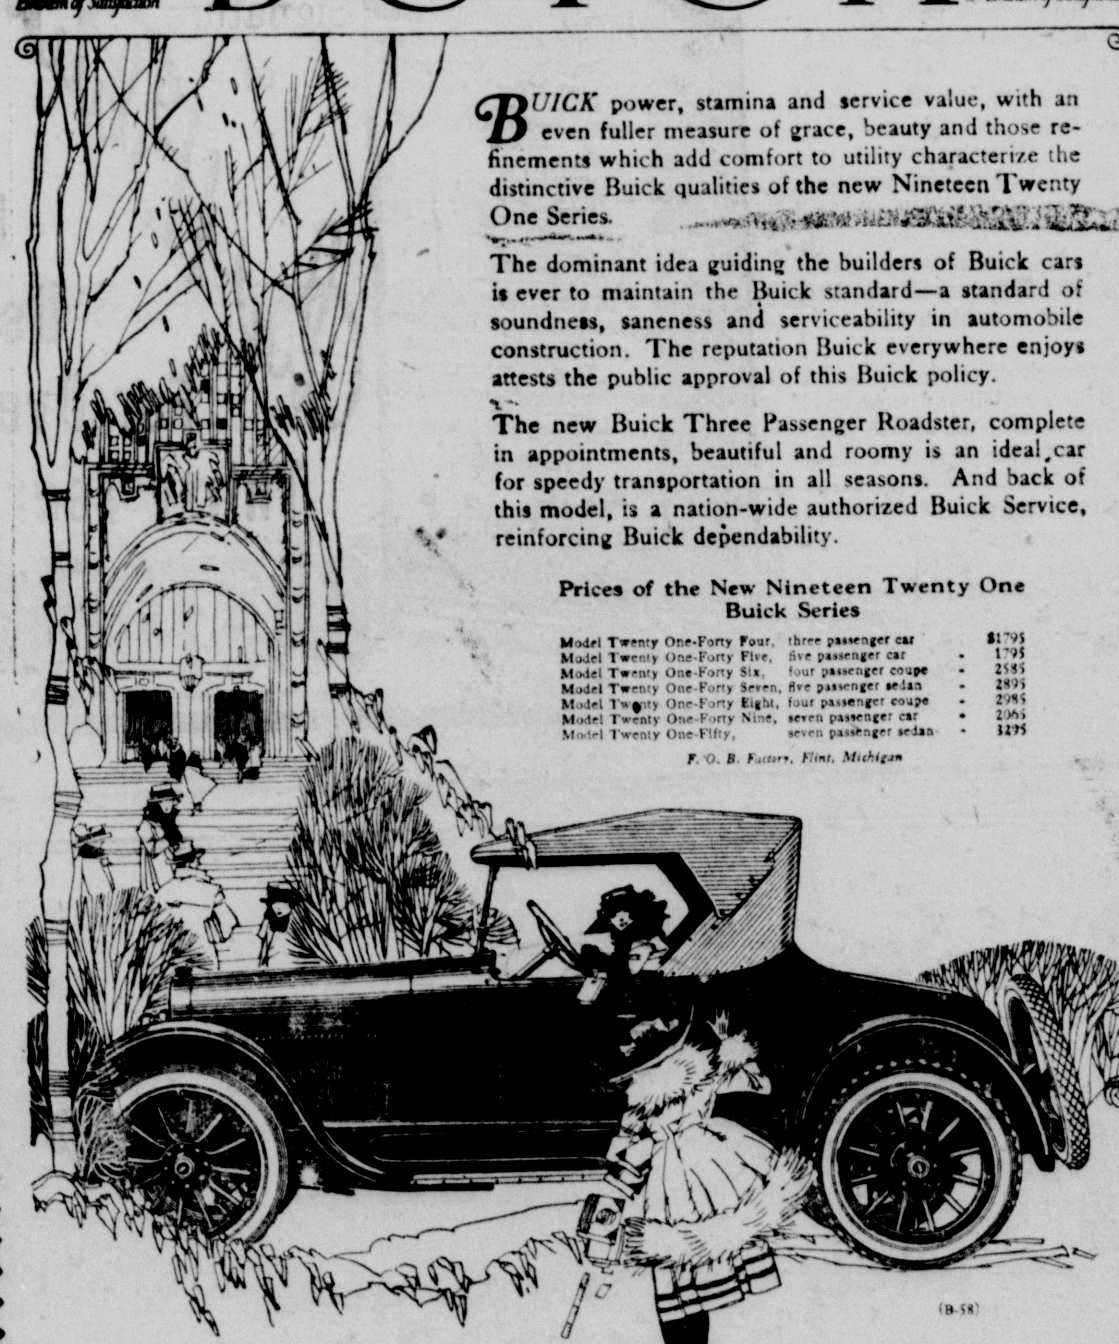 BUICK power, stamina and service value, with an
even fuller measure of grace, beauty and those re-
finements which add comfort to utility characterize the
distinctive Buick qualities of the new Nineteen Twenty
One Series.
The dominant idea guiding the builders of Buick cars
is ever to maintain the Buick standard—a standard of
soundness, saneness and serviceability in automobile
construction. The reputation Buick everywhere enjoys
attests the public approval of this Buick policy.
The new Buick Three Passenger Roadster, complete
in appointments, beautiful and roomy is an ideal car
for speedy transportation in all seasons. And back of
this model, is a nation-wide authorized Buick Service,
reinforcing Buick dependability.
Prices of the New Nineteen Twenty One
Buick Series
Model Twenty One-Forty Four, three passenger car - $1795
Model Twenty One-Forty Five, five passenger car - 1795
Model Twenty One-Forty Six, four passenger coupe - 2585
Model Twenty One-Forty Seven, five passenger sedan - 2895
Model Twenty One-Forty Eight, four passenger coupe - 2985
Model Twenty One-Forty Nine, seven passenger car - 2065
Model Twenty One-Fifty, seven passenger sedan - 3295
F. O. B. Factory, Flint, Michigan
(B-58)